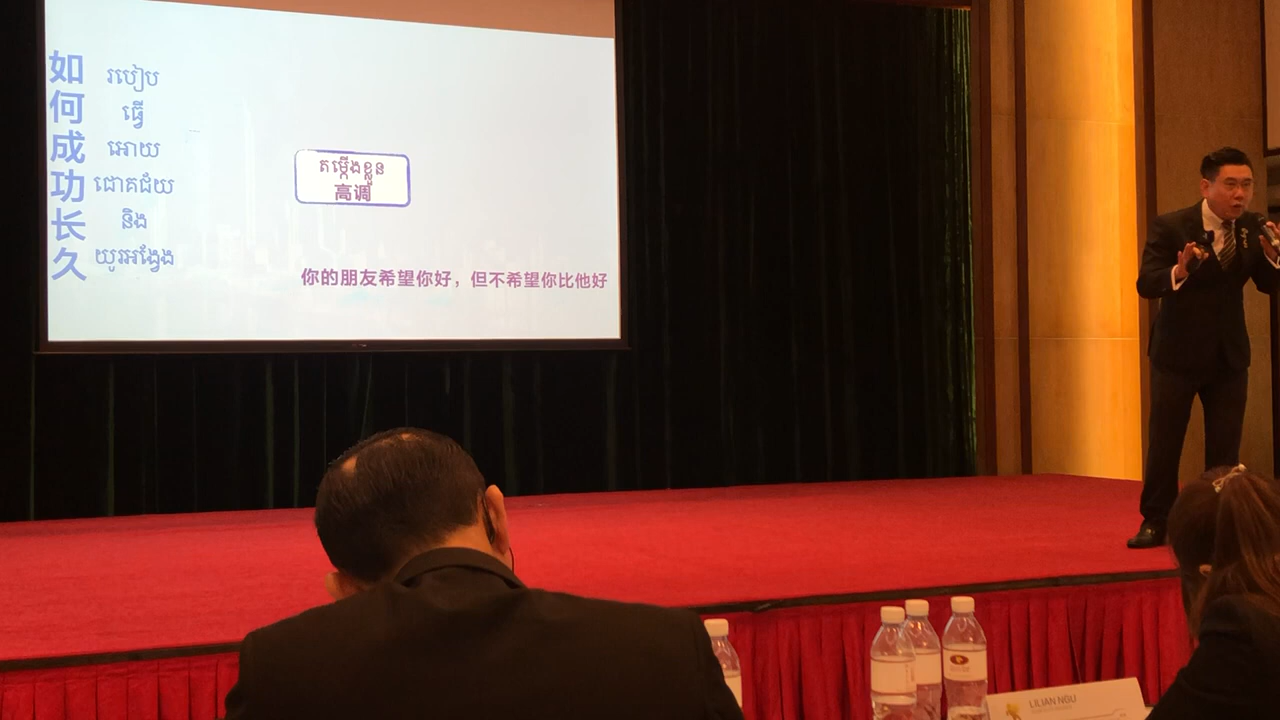 如何成功长久
របៀប
ធ្វើ
អោយ
ជោគជ័យ
និង
យូរអង្វែង
តម្កើងខ្លួន
高调
你的朋友希望你好，但不希望你比他好
LILIAN NGU